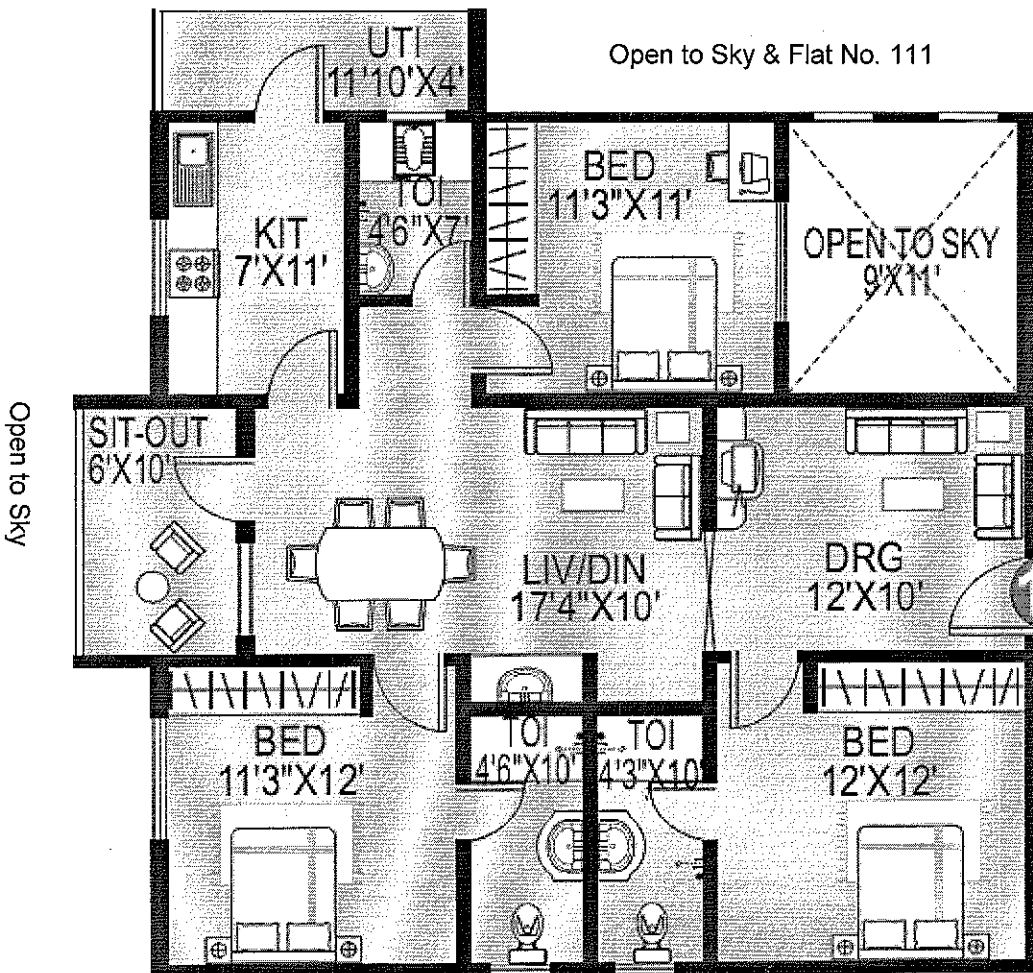 Open to Sky & Flat No. 111
UTI
11'10'X4'
BED
11'3"X11'
TOI
4'6"X7'
KIT
7'X11'
OPEN TO SKY
9'X11'
Open to Sky
SIT-OUT
6'X10'
LIV/DIN
17'4"X10'
DRG
12'X10'
BED
11'3"X12'
TOI
4'6"X10'
TOI
4'3"X10'
BED
12'X12'